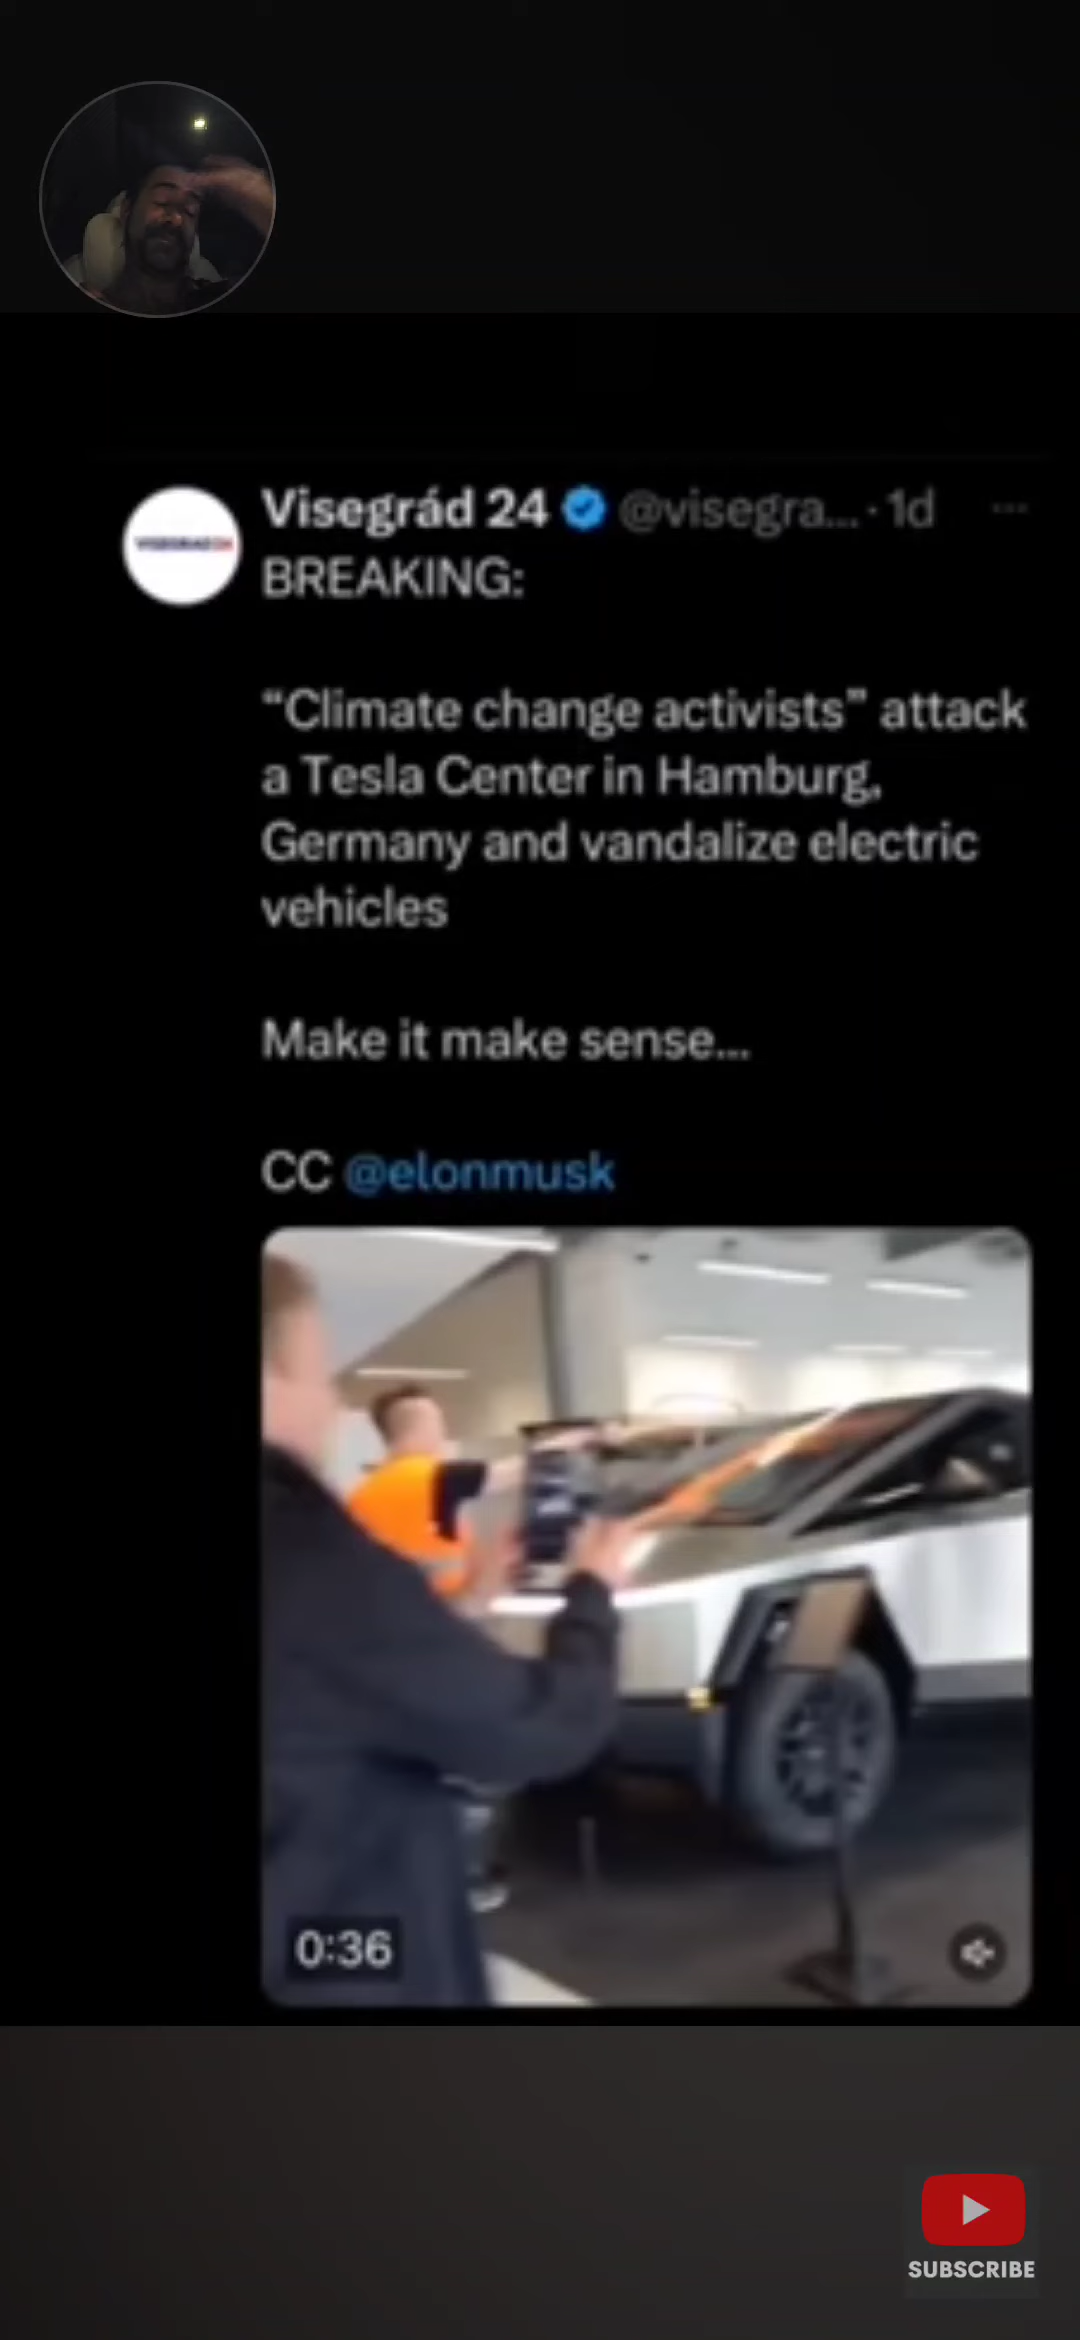 Visegrád 24 @visegra... · 1d
BREAKING:
“Climate change activists” attack
a Tesla Center in Hamburg,
Germany and vandalize electric
vehicles
Make it make sense...
CC @elonmusk
0:36
SUBSCRIBE